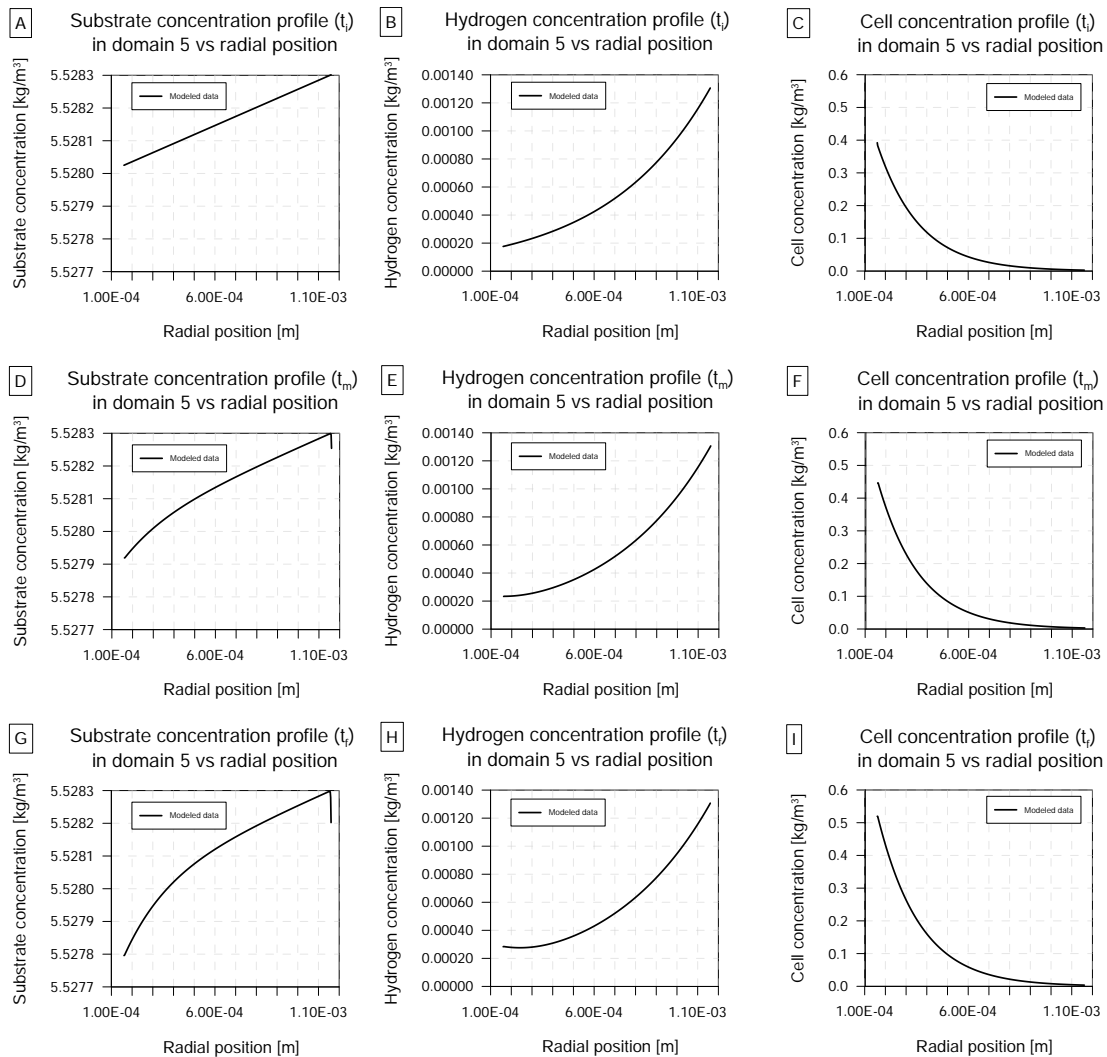 A
Substrate concentration profile (tᵢ)
in domain 5 vs radial position
Substrate concentration [kg/m³]
5.5283
5.5282
5.5281
5.5280
5.5279
5.5278
5.5277
Modeled data
1.00E-04 6.00E-04 1.10E-03
Radial position [m]
B
Hydrogen concentration profile (tᵢ)
in domain 5 vs radial position
Hydrogen concentration [kg/m³]
0.00140
0.00120
0.00100
0.00080
0.00060
0.00040
0.00020
0.00000
Modeled data
1.00E-04 6.00E-04 1.10E-03
Radial position [m]
C
Cell concentration profile (tᵢ)
in domain 5 vs radial position
Cell concentration [kg/m³]
0.6
0.5
0.4
0.3
0.2
0.1
0.0
Modeled data
1.00E-04 6.00E-04 1.10E-03
Radial position [m]
D
Substrate concentration profile (tₘ)
in domain 5 vs radial position
Substrate concentration [kg/m³]
5.5283
5.5282
5.5281
5.5280
5.5279
5.5278
5.5277
Modeled data
1.00E-04 6.00E-04 1.10E-03
Radial position [m]
E
Hydrogen concentration profile (tₘ)
in domain 5 vs radial position
Hydrogen concentration [kg/m³]
0.00140
0.00120
0.00100
0.00080
0.00060
0.00040
0.00020
0.00000
Modeled data
1.00E-04 6.00E-04 1.10E-03
Radial position [m]
F
Cell concentration profile (tₘ)
in domain 5 vs radial position
Cell concentration [kg/m³]
0.6
0.5
0.4
0.3
0.2
0.1
0.0
Modeled data
1.00E-04 6.00E-04 1.10E-03
Radial position [m]
G
Substrate concentration profile (t_f)
in domain 5 vs radial position
Substrate concentration [kg/m³]
5.5283
5.5282
5.5281
5.5280
5.5279
5.5278
5.5277
Modeled data
1.00E-04 6.00E-04 1.10E-03
Radial position [m]
H
Hydrogen concentration profile (t_f)
in domain 5 vs radial position
Hydrogen concentration [kg/m³]
0.00140
0.00120
0.00100
0.00080
0.00060
0.00040
0.00020
0.00000
Modeled data
1.00E-04 6.00E-04 1.10E-03
Radial position [m]
I
Cell concentration profile (t_f)
in domain 5 vs radial position
Cell concentration [kg/m³]
0.6
0.5
0.4
0.3
0.2
0.1
0.0
Modeled data
1.00E-04 6.00E-04 1.10E-03
Radial position [m]